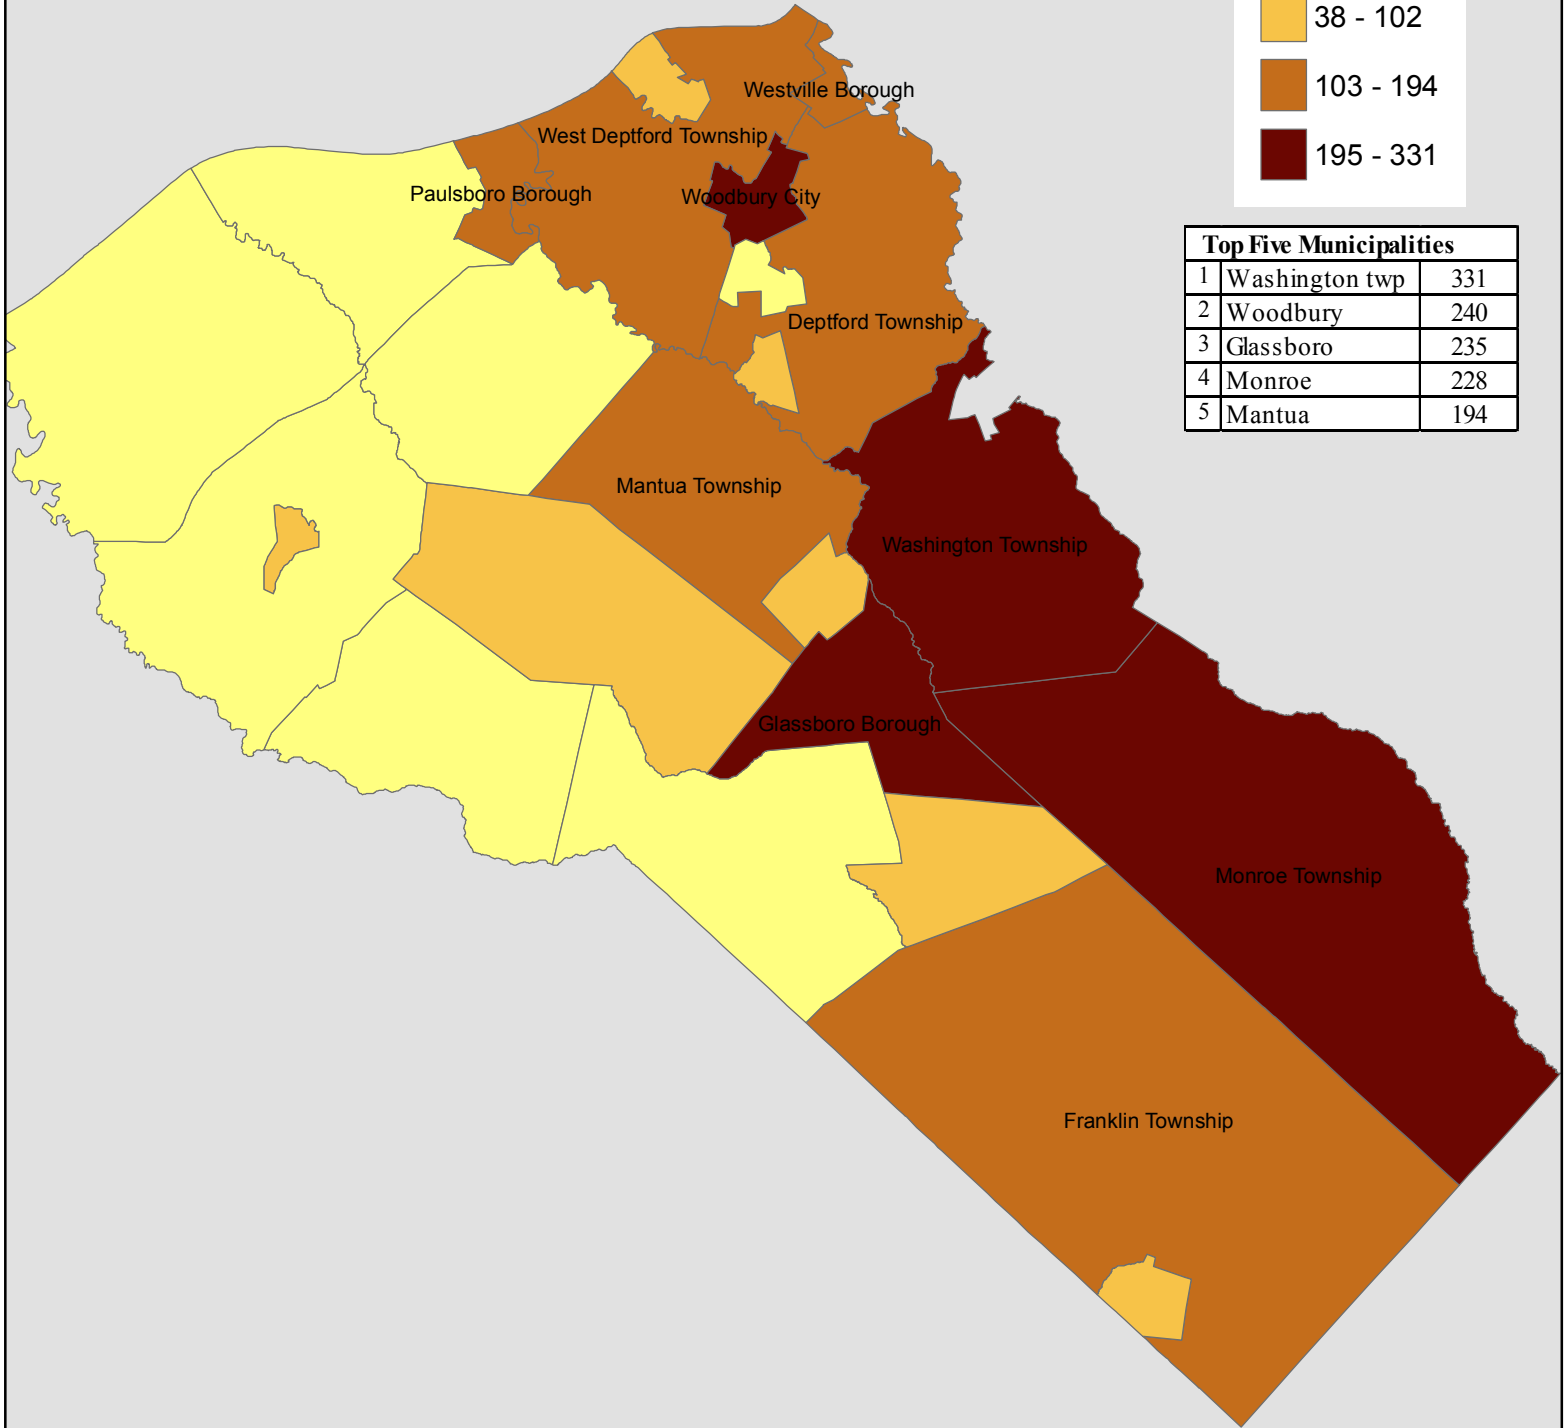 38 - 102
103 - 194
195 - 331
Top Five Municipalities
1 Washington twp 331
2 Woodbury 240
3 Glassboro 235
4 Monroe 228
5 Mantua 194
Westville Borough
West Deptford Township
Paulsboro Borough
Woodbury City
Deptford Township
Mantua Township
Washington Township
Glassboro Borough
Monroe Township
Franklin Township